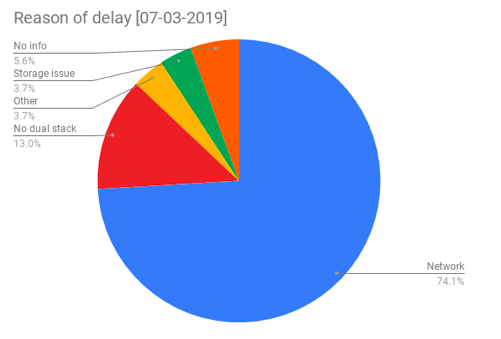 Reason of delay [07-03-2019]
No info
5.6%
Storage issue
3.7%
Other
3.7%
No dual stack
13.0%
Network
74.1%